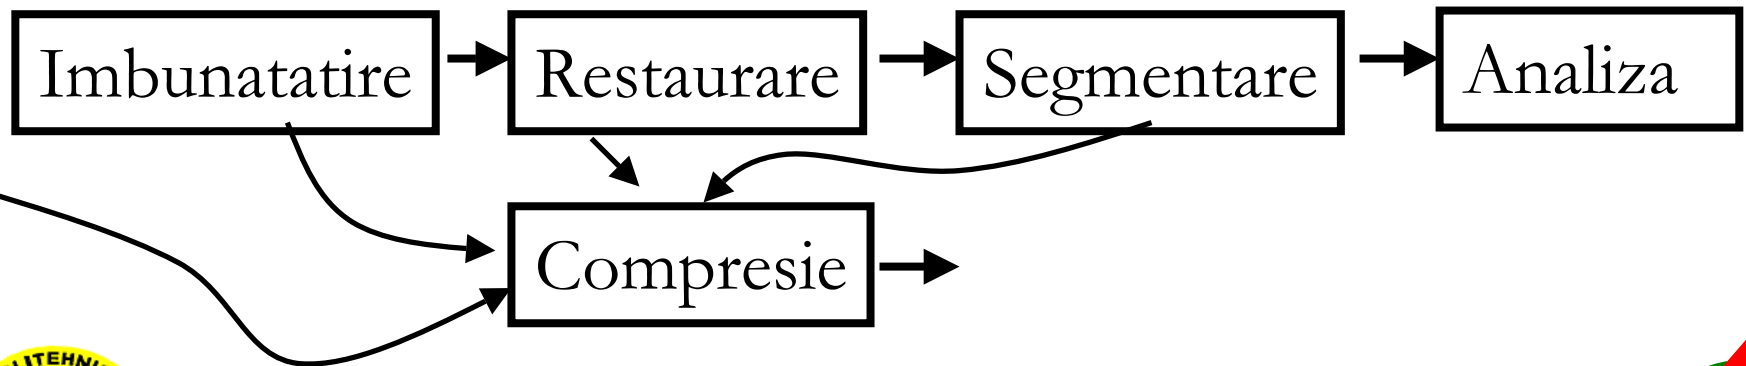 Imbunatatire
Restaurare
Segmentare
Analiza
Compresie